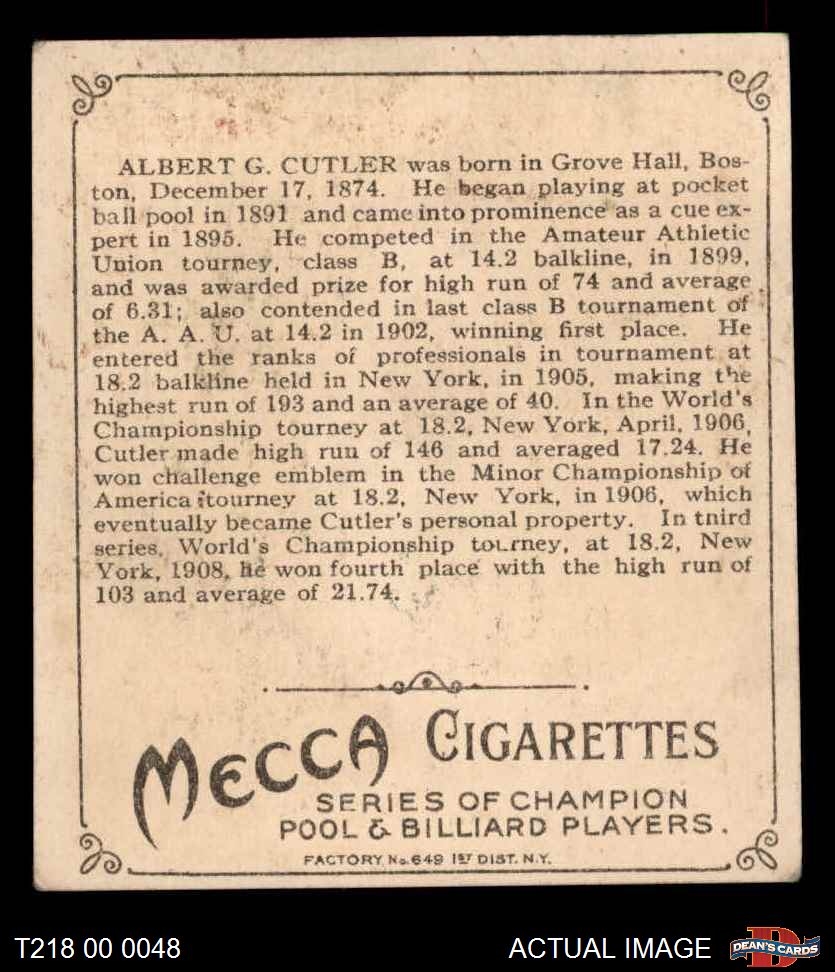 ALBERT G. CUTLER was born in Grove Hall, Bos-
ton, December 17, 1874. He began playing at pocket
ball pool in 1891 and came into prominence as a cue ex-
pert in 1895. He competed in the Amateur Athletic
Union tourney, class B, at 14.2 balkline, in 1899,
and was awarded prize for high run of 74 and average
of 6.31; also contended in last class B tournament of
the A. A. U. at 14.2 in 1902, winning first place. He
entered the ranks of professionals in tournament at
18.2 balkline held in New York, in 1905, making the
highest run of 193 and an average of 40. In the World's
Championship tourney at 18.2, New York, April, 1906,
Cutler made high run of 146 and averaged 17.24. He
won challenge emblem in the Minor Championship of
America tourney at 18.2, New York, in 1906, which
eventually became Cutler's personal property. In tnird
series, World's Championship tourney, at 18.2, New
York, 1908, he won fourth place with the high run of
103 and average of 21.74.
MECCA CIGARETTES
SERIES OF CHAMPION
POOL & BILLIARD PLAYERS.
FACTORY No. 649 1ST DIST. N.Y.
T218 00 0048
ACTUAL IMAGE
DEAN'S CARDS